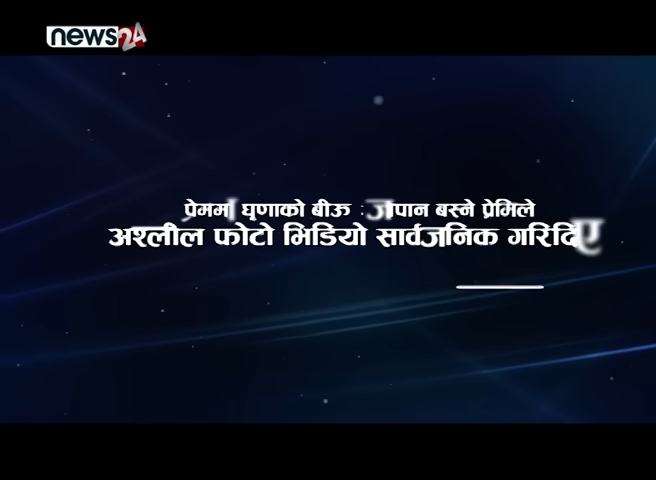 news24
प्रेममा घृणाको बीऊ : जापान बस्ने प्रेमिले
अश्लील फोटो भिडियो सार्वजनिक गरिदिए